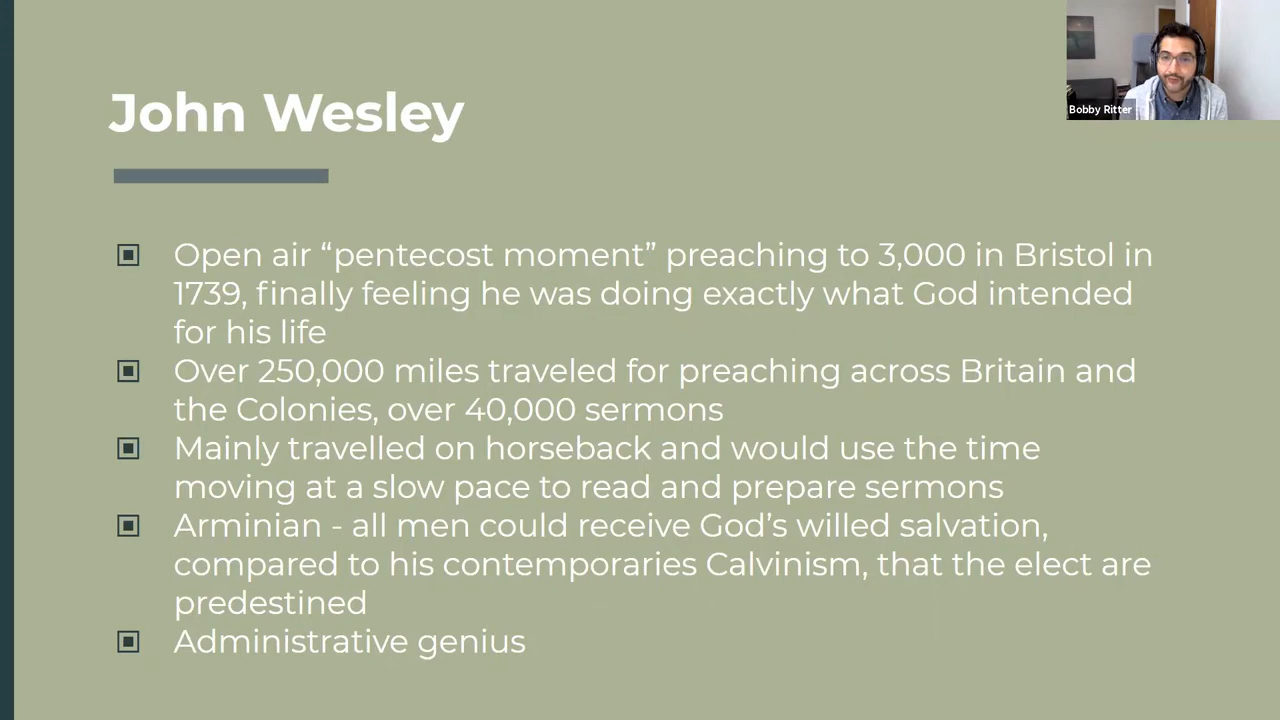 Bobby Ritter
John Wesley
Open air “pentecost moment” preaching to 3,000 in Bristol in
1739, finally feeling he was doing exactly what God intended
for his life
Over 250,000 miles traveled for preaching across Britain and
the Colonies, over 40,000 sermons
Mainly travelled on horseback and would use the time
moving at a slow pace to read and prepare sermons
Arminian - all men could receive God’s willed salvation,
compared to his contemporaries Calvinism, that the elect are
predestined
Administrative genius